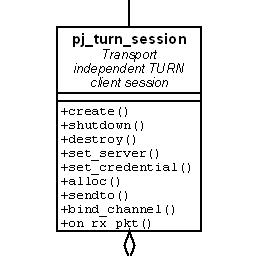 pj_turn_session
Transport
independent TURN
client session
+create()
+shutdown()
+destroy()
+set_server()
+set_credential()
+alloc()
+sendto()
+bind_channel()
+on_rx_pkt()